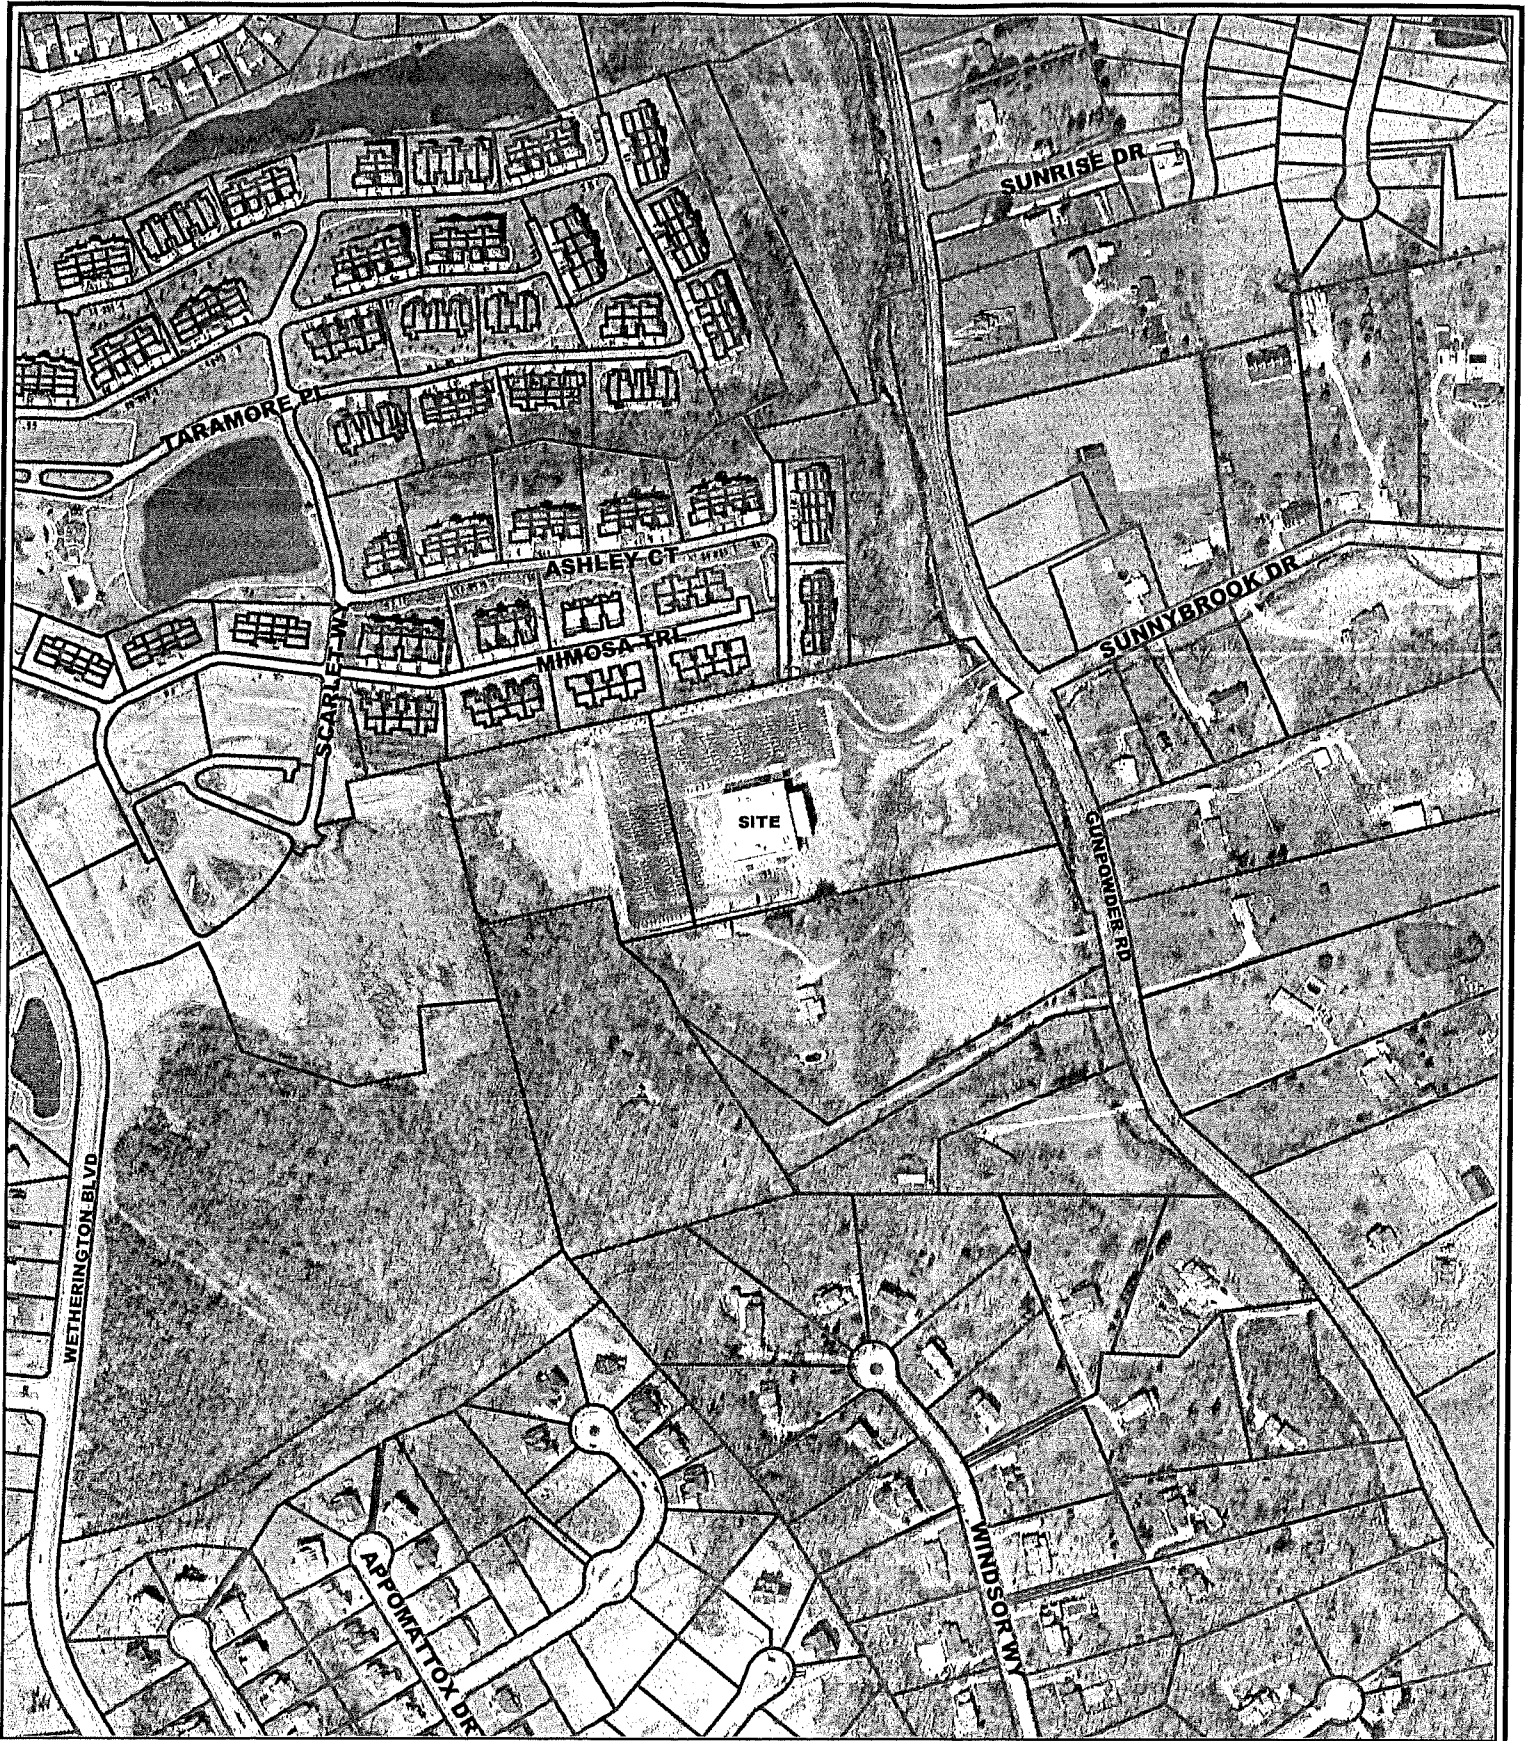 SUNRISE DR
TARAMORE PL
ASHLEY CT
SUNNYBROOK DR
MIMOSA TRL
SCARLET WY
SITE
GUNPOWDER RD
WETHERINGTON BLVD
WINDSOR WY
APPOMATTOX DR